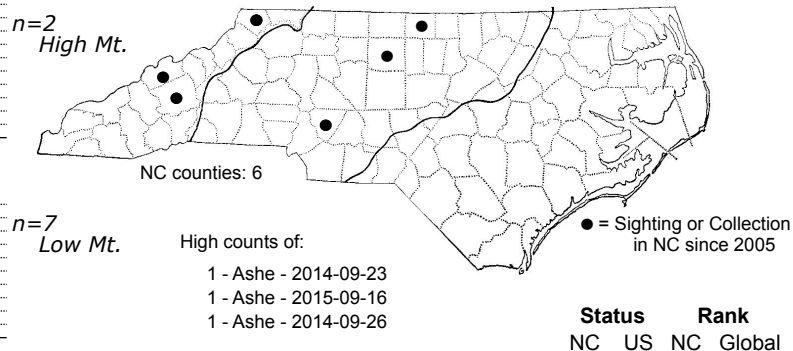 n=2
High Mt.
NC counties: 6
n=7
Low Mt.
High counts of:
1 - Ashe - 2014-09-23
1 - Ashe - 2015-09-16
1 - Ashe - 2014-09-26
● = Sighting or Collection
in NC since 2005
Status Rank
NC US NC Global